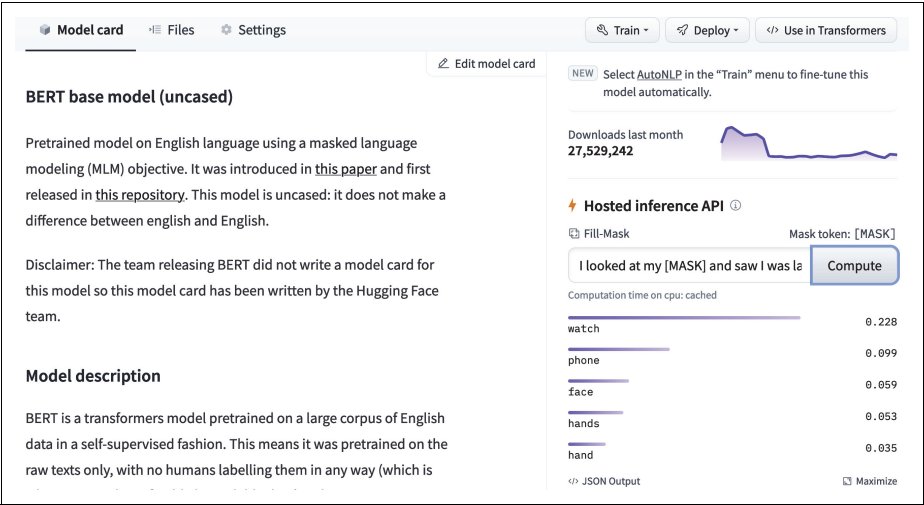 Model card Files Settings Train Deploy </> Use in Transformers
Edit model card
BERT base model (uncased)
Pretrained model on English language using a masked language
modeling (MLM) objective. It was introduced in this paper and first
released in this repository. This model is uncased: it does not make a
difference between english and English.
Disclaimer: The team releasing BERT did not write a model card for
this model so this model card has been written by the Hugging Face
team.
Model description
BERT is a transformers model pretrained on a large corpus of English
data in a self-supervised fashion. This means it was pretrained on the
raw texts only, with no humans labelling them in any way (which is
NEW Select AutoNLP in the “Train” menu to fine-tune this
model automatically.
Downloads last month
27,529,242
Hosted inference API
Fill-Mask Mask token: [MASK]
I looked at my [MASK] and saw I was la Compute
Computation time on cpu: cached
watch 0.228
phone 0.099
face 0.059
hands 0.053
hand 0.035
</> JSON Output Maximize